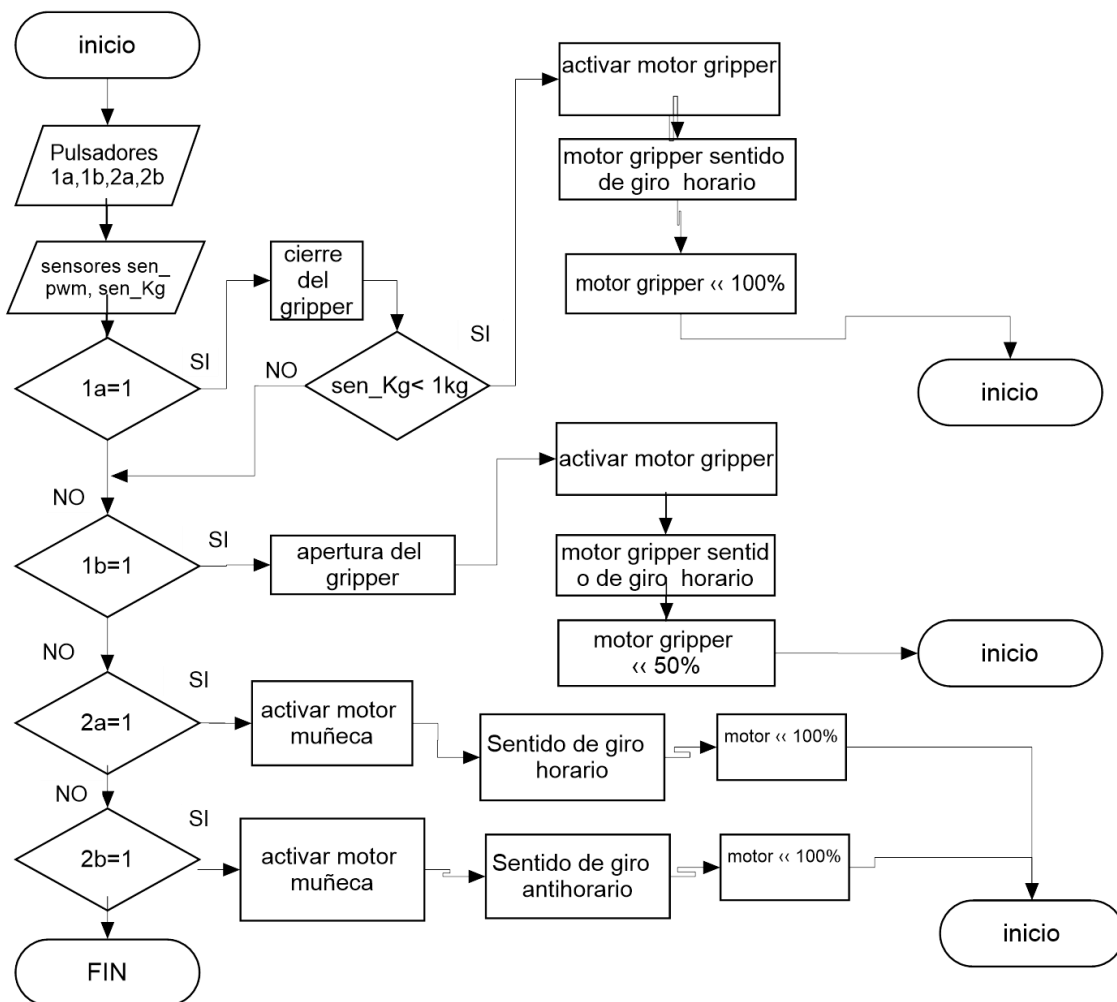 inicio
Pulsadores
1a,1b,2a,2b
sensores sen_
pwm, sen_Kg
1a=1
SI
cierre
del
gripper
NO
sen_Kg< 1kg
SI
activar motor gripper
motor gripper sentido
de giro horario
motor gripper ‹‹ 100%
inicio
NO
1b=1
SI
apertura del
gripper
activar motor gripper
motor gripper sentid
o de giro horario
motor gripper
‹‹ 50%
inicio
NO
2a=1
SI
activar motor
muñeca
Sentido de giro
horario
motor ‹‹ 100%
NO
2b=1
SI
activar motor
muñeca
Sentido de giro
antihorario
motor ‹‹ 100%
inicio
FIN